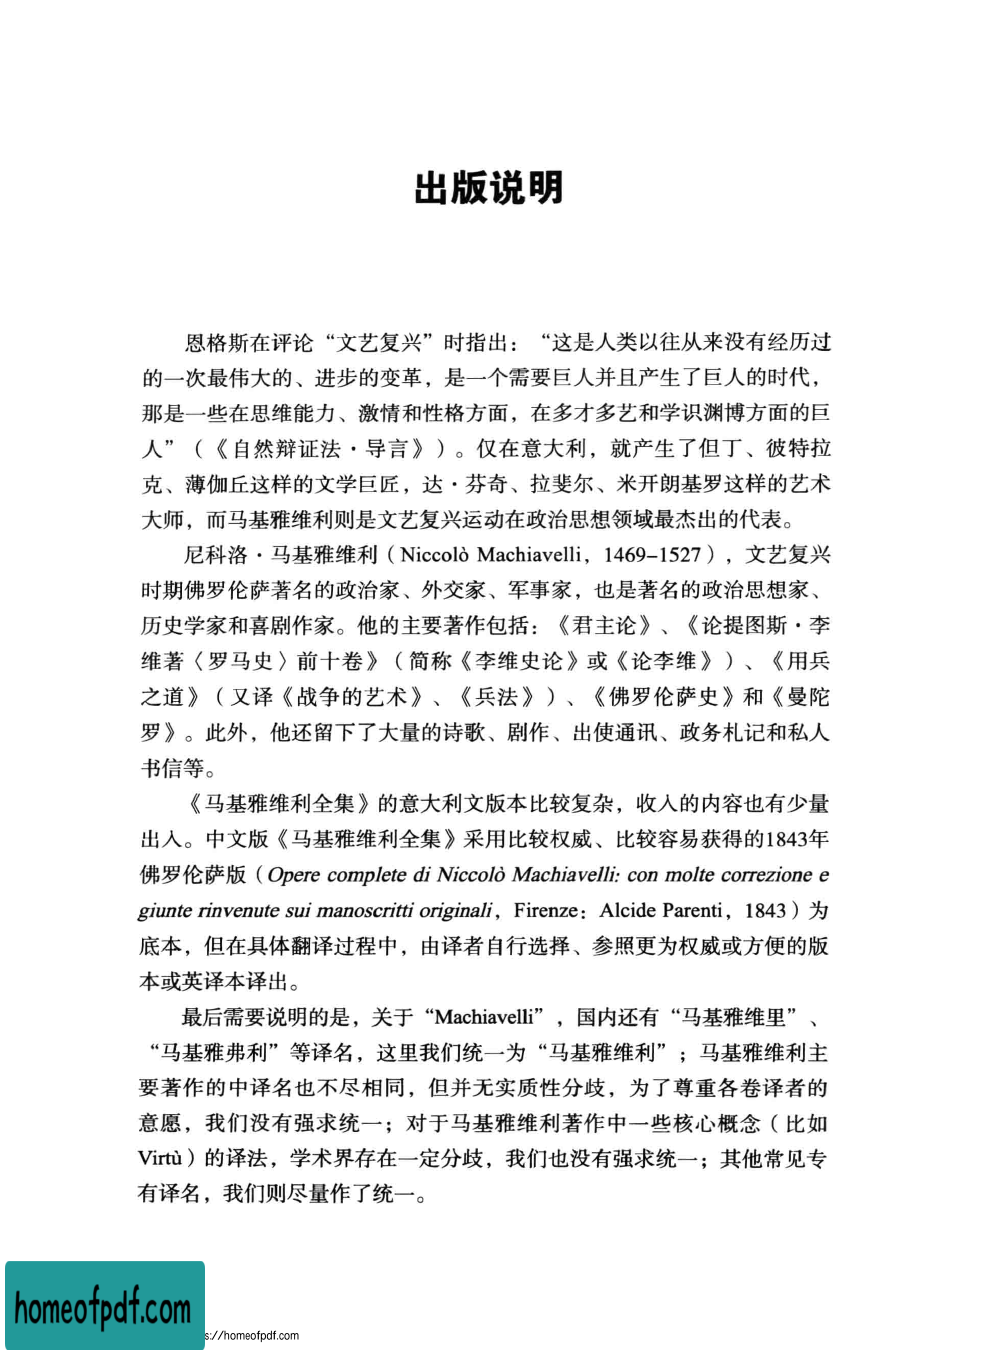 出版说明
恩格斯在评论“文艺复兴”时指出：“这是人类以往从来没有经历过
的一次最伟大的、进步的变革，是一个需要巨人并且产生了巨人的时代，
那是一些在思维能力、激情和性格方面，在多才多艺和学识渊博方面的巨
人”（《自然辩证法·导言》）。仅在意大利，就产生了但丁、彼特拉
克、薄伽丘这样的文学巨匠，达·芬奇、拉斐尔、米开朗基罗这样的艺术
大师，而马基雅维利则是文艺复兴运动在政治思想领域最杰出的代表。
尼科洛·马基雅维利（Niccolò Machiavelli，1469–1527），文艺复兴
时期佛罗伦萨著名的政治家、外交家、军事家，也是著名的政治思想家、
历史学家和喜剧作家。他的主要著作包括：《君主论》、《论提图斯·李
维著〈罗马史〉前十卷》（简称《李维史论》或《论李维》）、《用兵
之道》（又译《战争的艺术》、《兵法》）、《佛罗伦萨史》和《曼陀
罗》。此外，他还留下了大量的诗歌、剧作、出使通讯、政务札记和私人
书信等。
《马基雅维利全集》的意大利文版本比较复杂，收入的内容也有少量
出入。中文版《马基雅维利全集》采用比较权威、比较容易获得的1843年
佛罗伦萨版（Opere complete di Niccolò Machiavelli: con molte correzione e
giunte rinvenute sui manoscritti originali，Firenze：Alcide Parenti，1843）为
底本，但在具体翻译过程中，由译者自行选择、参照更为权威或方便的版
本或英译本译出。
最后需要说明的是，关于“Machiavelli”，国内还有“马基雅维里”、
“马基雅弗利”等译名，这里我们统一为“马基雅维利”；马基雅维利主
要著作的中译名也不尽相同，但并无实质性分歧，为了尊重各卷译者的
意愿，我们没有强求统一；对于马基雅维利著作中一些核心概念（比如
Virtù）的译法，学术界存在一定分歧，我们也没有强求统一；其他常见专
有译名，我们则尽量作了统一。
homeofpdf.com
s://homeofpdf.com